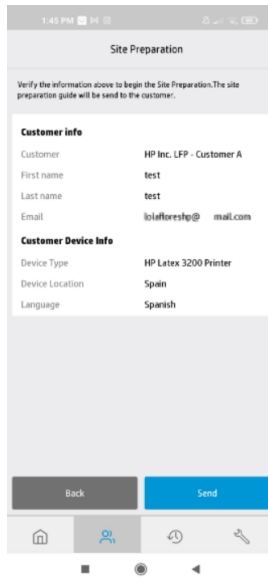 1:45 PM
Site Preparation
Verify the information above to begin the Site Preparation.The site
preparation guide will be send to the customer.
Customer info
Customer HP Inc. LFP - Customer A
First name test
Last name test
Email mail.com
Customer Device Info
Device Type HP Latex 3200 Printer
Device Location Spain
Language Spanish
Back Send